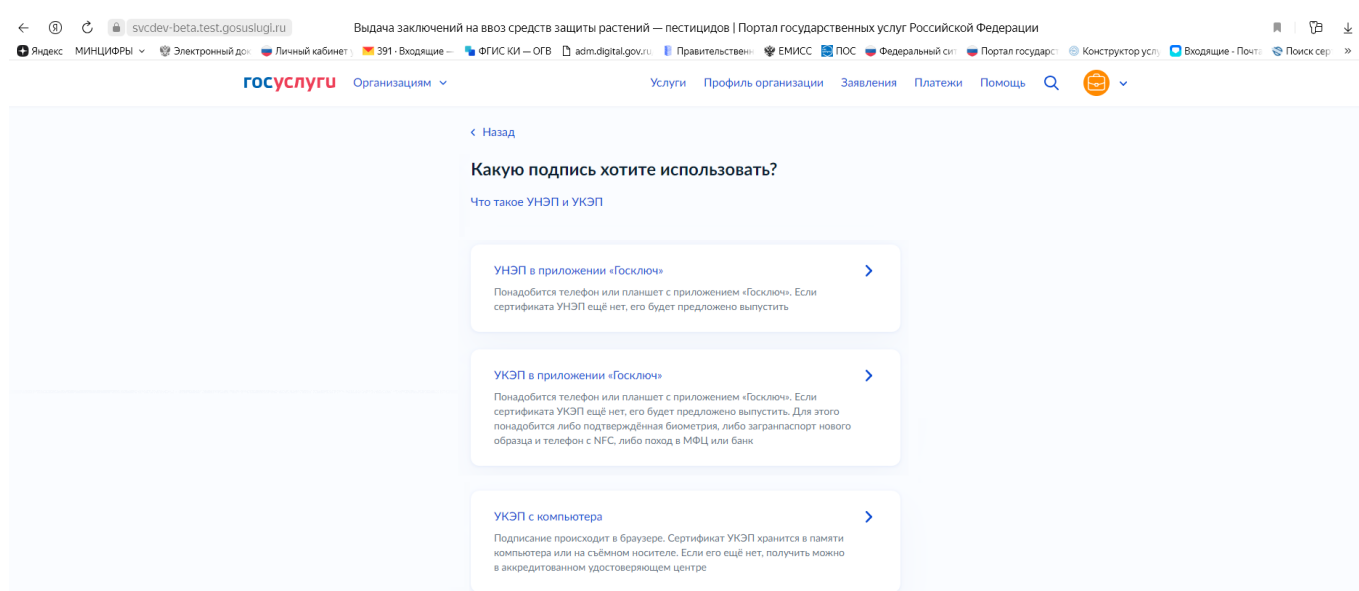 svcdev-beta.test.gosuslugi.ru Выдача заключений на ввоз средств защиты растений — пестицидов | Портал государственных услуг Российской Федерации
Яндекс МИНЦИФРЫ Электронный док Личный кабинет 391 · Входящие — ФГИС КИ — ОГВ adm.digital.gov.ru Правительствен ЕМИСС ПОС Федеральный сит Портал государст Конструктор услу Входящие - Почта Поиск сер »
госуслуги Организациям Услуги Профиль организации Заявления Платежи Помощь
Назад
Какую подпись хотите использовать?
Что такое УНЭП и УКЭП
УНЭП в приложении «Госключ»
Понадобится телефон или планшет с приложением «Госключ». Если
сертификата УНЭП ещё нет, его будет предложено выпустить
УКЭП в приложении «Госключ»
Понадобится телефон или планшет с приложением «Госключ». Если
сертификата УКЭП ещё нет, его будет предложено выпустить. Для этого
понадобится либо подтверждённая биометрия, либо загранпаспорт нового
образца и телефон с NFC, либо поход в МФЦ или банк
УКЭП с компьютера
Подписание происходит в браузере. Сертификат УКЭП хранится в памяти
компьютера или на съёмном носителе. Если его ещё нет, получить можно
в аккредитованном удостоверяющем центре